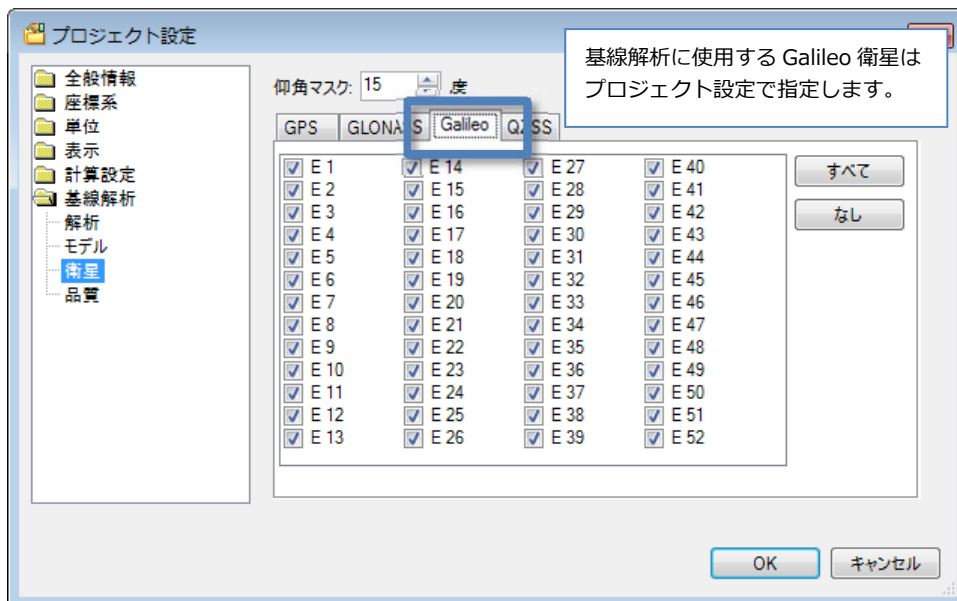 プロジェクト設定
基線解析に使用する Galileo 衛星は
プロジェクト設定で指定します。
全般情報
座標系
単位
表示
計算設定
基線解析
解析
モデル
衛星
品質
仰角マスク: 15 度
GPS GLONASS Galileo QZSS
E 1 E 14 E 27 E 40
E 2 E 15 E 28 E 41
E 3 E 16 E 29 E 42
E 4 E 17 E 30 E 43
E 5 E 18 E 31 E 44
E 6 E 19 E 32 E 45
E 7 E 20 E 33 E 46
E 8 E 21 E 34 E 47
E 9 E 22 E 35 E 48
E 10 E 23 E 36 E 49
E 11 E 24 E 37 E 50
E 12 E 25 E 38 E 51
E 13 E 26 E 39 E 52
すべて
なし
OK キャンセル